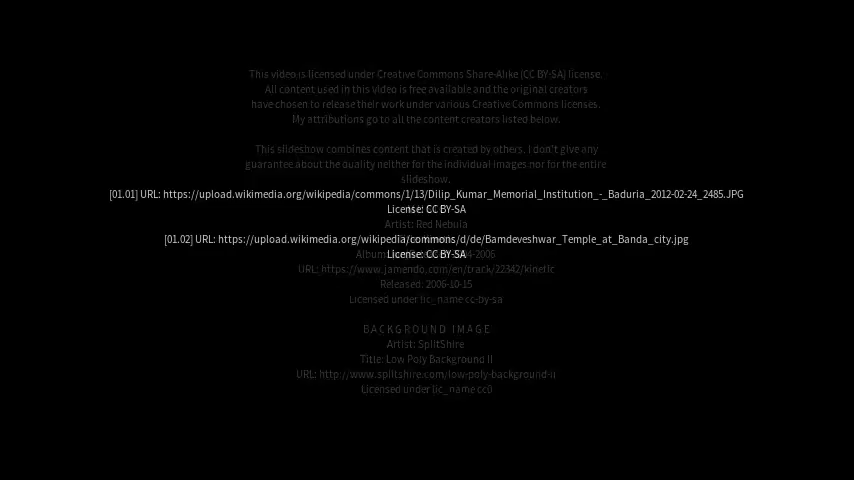 This video is licensed under Creative Commons Share-Alike (CC BY-SA) license.
All content used in this video is free available and the original creators
have chosen to release their work under various Creative Commons licenses.
My attributions go to all the content creators listed below.
This slideshow combines content that is created by others. I don't give any
guarantee about the quality neither for the individual images nor for the entire
slideshow.
[01.01] URL: https://upload.wikimedia.org/wikipedia/commons/1/13/Dilip_Kumar_Memorial_Institution_-_Baduria_2012-02-24_2485.JPG
License: CC BY-SA
Artist: Red Nebula
[01.02] URL: https://upload.wikimedia.org/wikipedia/commons/d/de/Bamdeveshwar_Temple_at_Banda_city.jpg
Album:
License: CC BY-SA
URL: https://www.jamendo.com/en/track/22342/kinetic
Released: 2006-10-15
Licensed under lic_name cc-by-sa
BACKGROUND IMAGE
Artist: SplitShire
Title: Low Poly Background II
URL: http://www.splitshire.com/low-poly-background-ii
Licensed under lic_name cc0